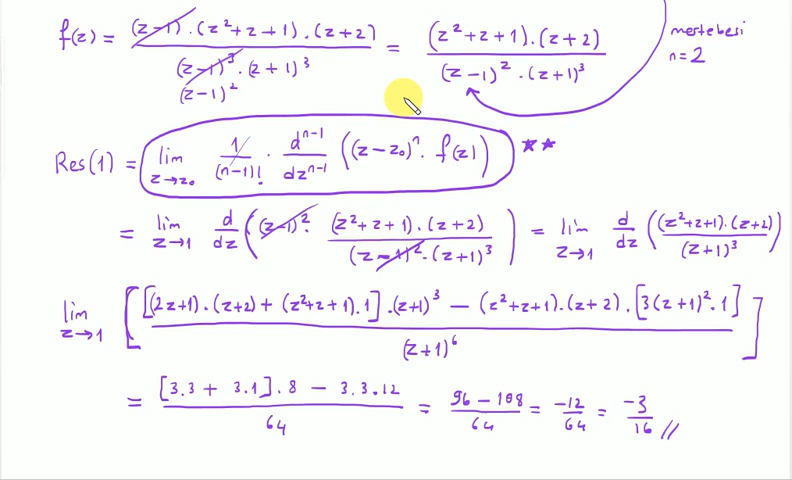 f(z) = (z-1).(z²+z+1).(z+2) / (z-1)³.(z+1)³ = (z²+z+1).(z+2) / (z-1)².(z+1)³
(z-1)²
mertebesi
n=2
Res(1) = lim z→z₀ 1/(n-1)! . dⁿ⁻¹/dzⁿ⁻¹ ((z-z₀)ⁿ. f(z)) **
= lim z→1 d/dz ((z-1)². (z²+z+1).(z+2) / (z-1)².(z+1)³) = lim z→1 d/dz ((z²+z+1).(z+2) / (z+1)³)
lim z→1 [ [(2z+1).(z+2) + (z²+z+1).1].(z+1)³ - (z²+z+1).(z+2).[3(z+1)².1] / (z+1)⁶ ]
= [3.3 + 3.1].8 - 3.3.12 / 64 = 96-108 / 64 = -12/64 = -3/16 //